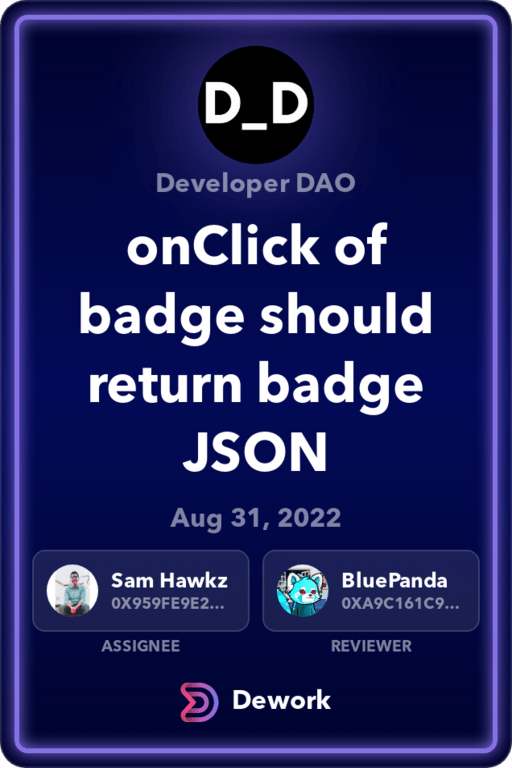 D_D
Developer DAO
onClick of
badge should
return badge
JSON
Aug 31, 2022
Sam Hawkz
0X959FE9E2...
BluePanda
0XA9C161C9...
ASSIGNEE
REVIEWER
Dework